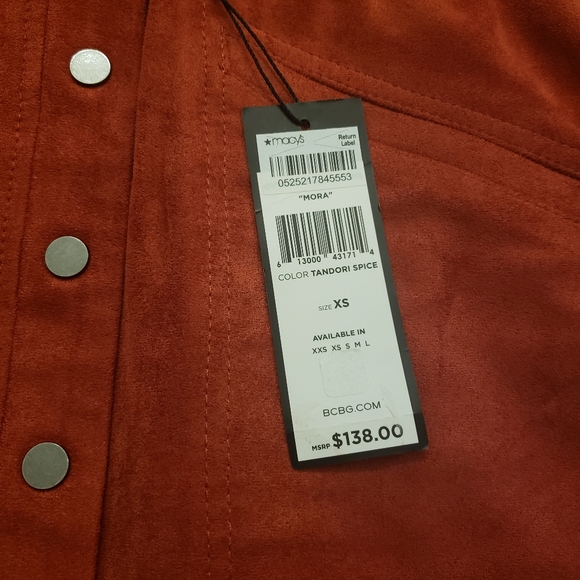 ★macy's
Return
Label
0525217845553
"MORA"
6 13000 43171 4
COLOR TANDORI SPICE
SIZE XS
AVAILABLE IN
XXS XS S M L
BCBG.COM
MSRP $138.00